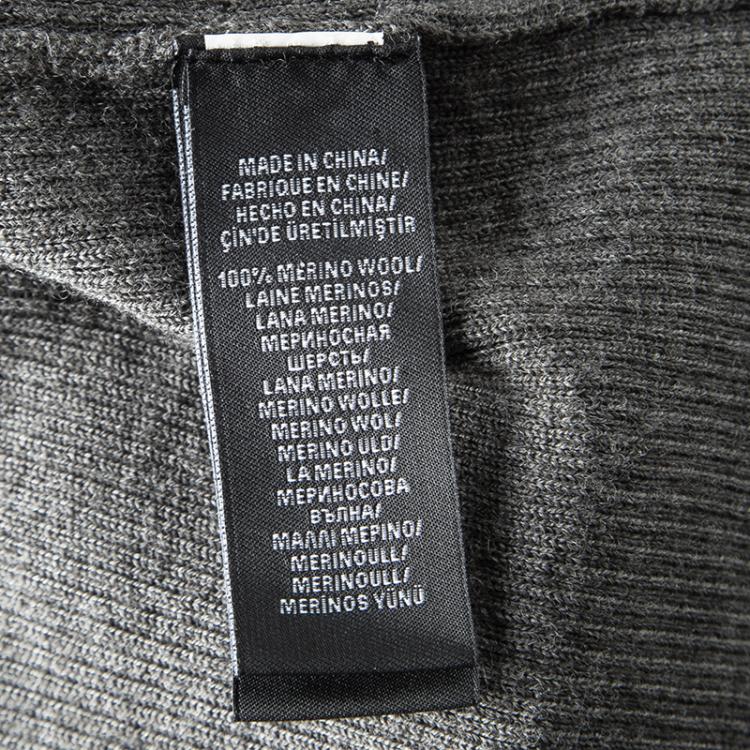 MADE IN CHINA/
FABRIQUE EN CHINE/
HECHO EN CHINA/
ÇİN'DE ÜRETİLMİŞTİR
100% MERINO WOOL/
LAINE MERINOS/
LANA MERINO/
МЕРИНОСНАЯ
ШЕРСТЬ/
LANA MERINO/
MERINO WOLLE/
MERINO WOL/
MERINO ULD/
LA MERINO/
МЕРИНОСОВА
ВЪЛНА/
ΜΑΛΛΙ ΜΕΡΙΝΟ/
MERINOULL/
MERINOULL/
MERİNOS YÜNÜ